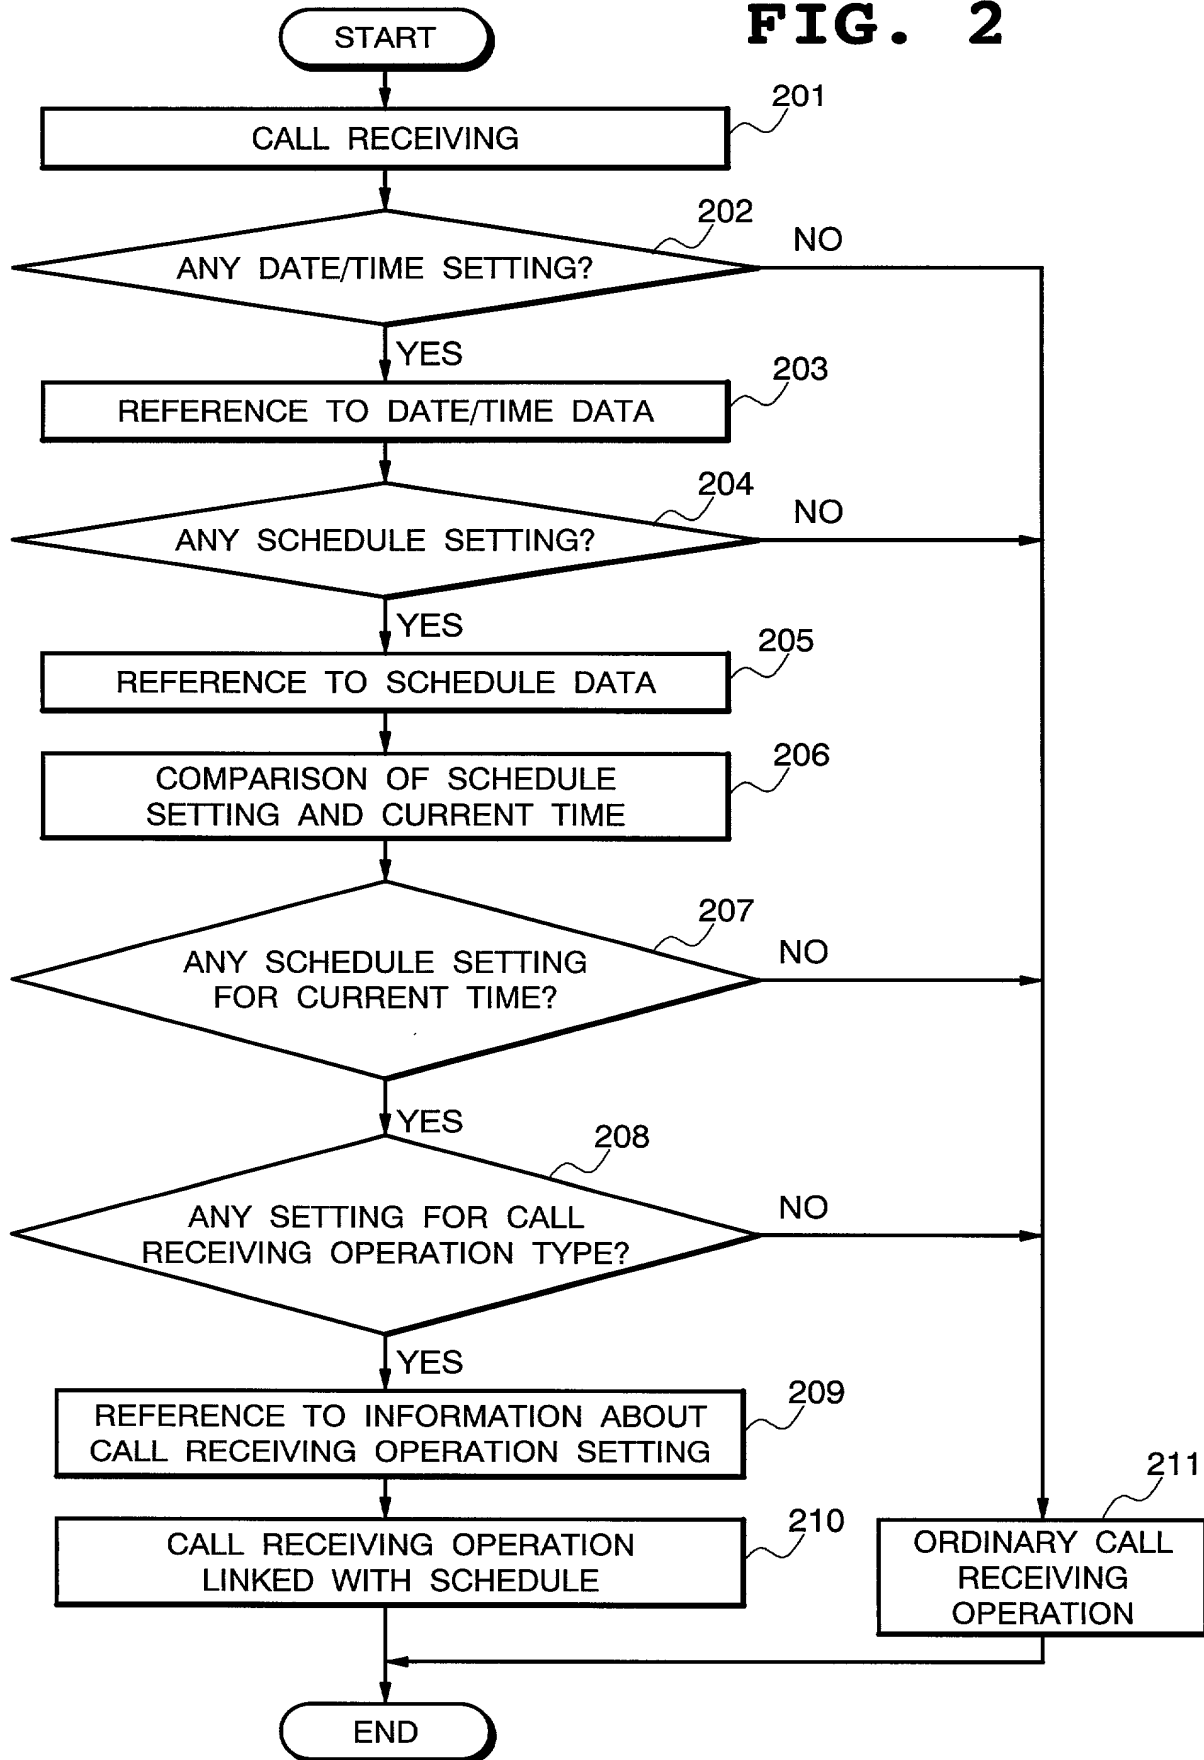 FIG. 2
START
201
CALL RECEIVING
202
NO
ANY DATE/TIME SETTING?
YES
203
REFERENCE TO DATE/TIME DATA
204
NO
ANY SCHEDULE SETTING?
YES
205
REFERENCE TO SCHEDULE DATA
206
COMPARISON OF SCHEDULE
SETTING AND CURRENT TIME
207
NO
ANY SCHEDULE SETTING
FOR CURRENT TIME?
YES
208
NO
ANY SETTING FOR CALL
RECEIVING OPERATION TYPE?
YES
209
REFERENCE TO INFORMATION ABOUT
CALL RECEIVING OPERATION SETTING
210
CALL RECEIVING OPERATION
LINKED WITH SCHEDULE
211
ORDINARY CALL
RECEIVING
OPERATION
END